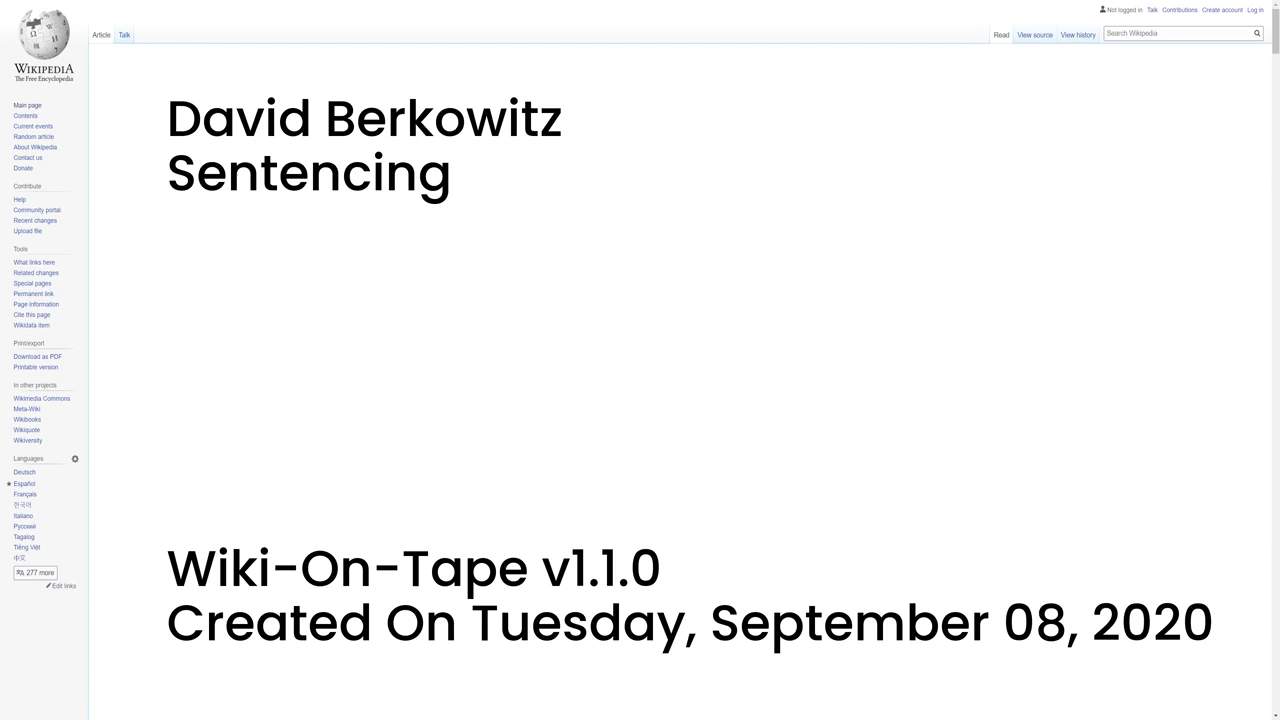 Not logged in Talk Contributions Create account Log in
Article Talk Read View source View history Search Wikipedia
WIKIPEDIA
The Free Encyclopedia
Main page
Contents
Current events
Random article
About Wikipedia
Contact us
Donate
Contribute
Help
Community portal
Recent changes
Upload file
Tools
What links here
Related changes
Special pages
Permanent link
Page information
Cite this page
Wikidata item
Print/export
Download as PDF
Printable version
In other projects
Wikimedia Commons
Meta-Wiki
Wikibooks
Wikiquote
Wikiversity
Languages
Deutsch
Español
Français
한국어
Italiano
Русский
Tagalog
Tiếng Việt
中文
277 more
Edit links
David Berkowitz
Sentencing
Wiki-On-Tape v1.1.0
Created On Tuesday, September 08, 2020